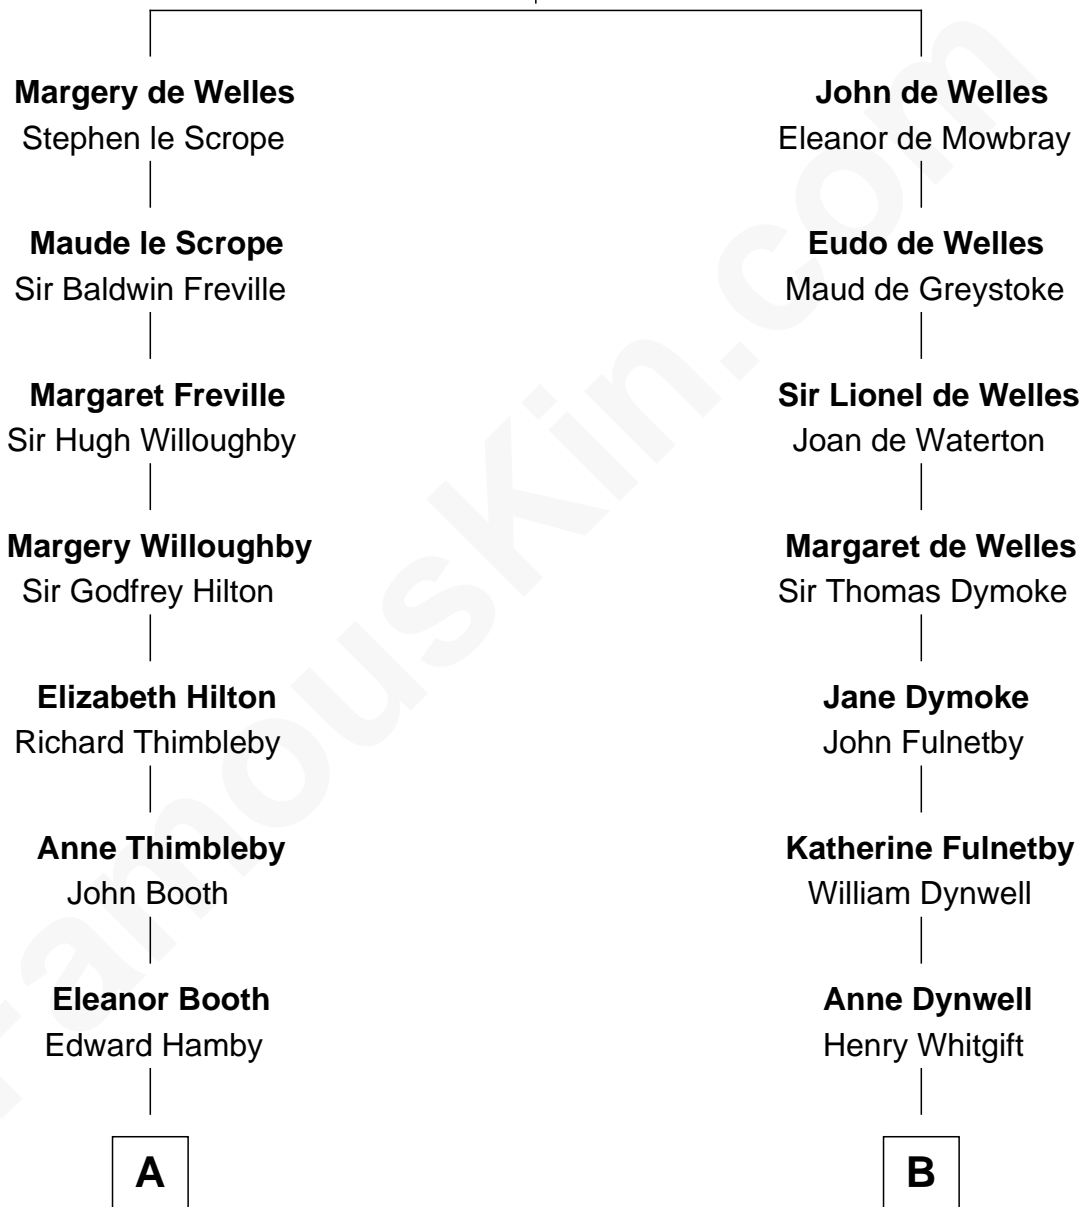 Margery de Welles
Stephen le Scrope
Maude le Scrope
Sir Baldwin Freville
Margaret Freville
Sir Hugh Willoughby
Margery Willoughby
Sir Godfrey Hilton
Elizabeth Hilton
Richard Thimbleby
Anne Thimbleby
John Booth
Eleanor Booth
Edward Hamby
A
John de Welles
Eleanor de Mowbray
Eudo de Welles
Maud de Greystoke
Sir Lionel de Welles
Joan de Waterton
Margaret de Welles
Sir Thomas Dymoke
Jane Dymoke
John Fulnetby
Katherine Fulnetby
William Dynwell
Anne Dynwell
Henry Whitgift
B
FamousKin.com